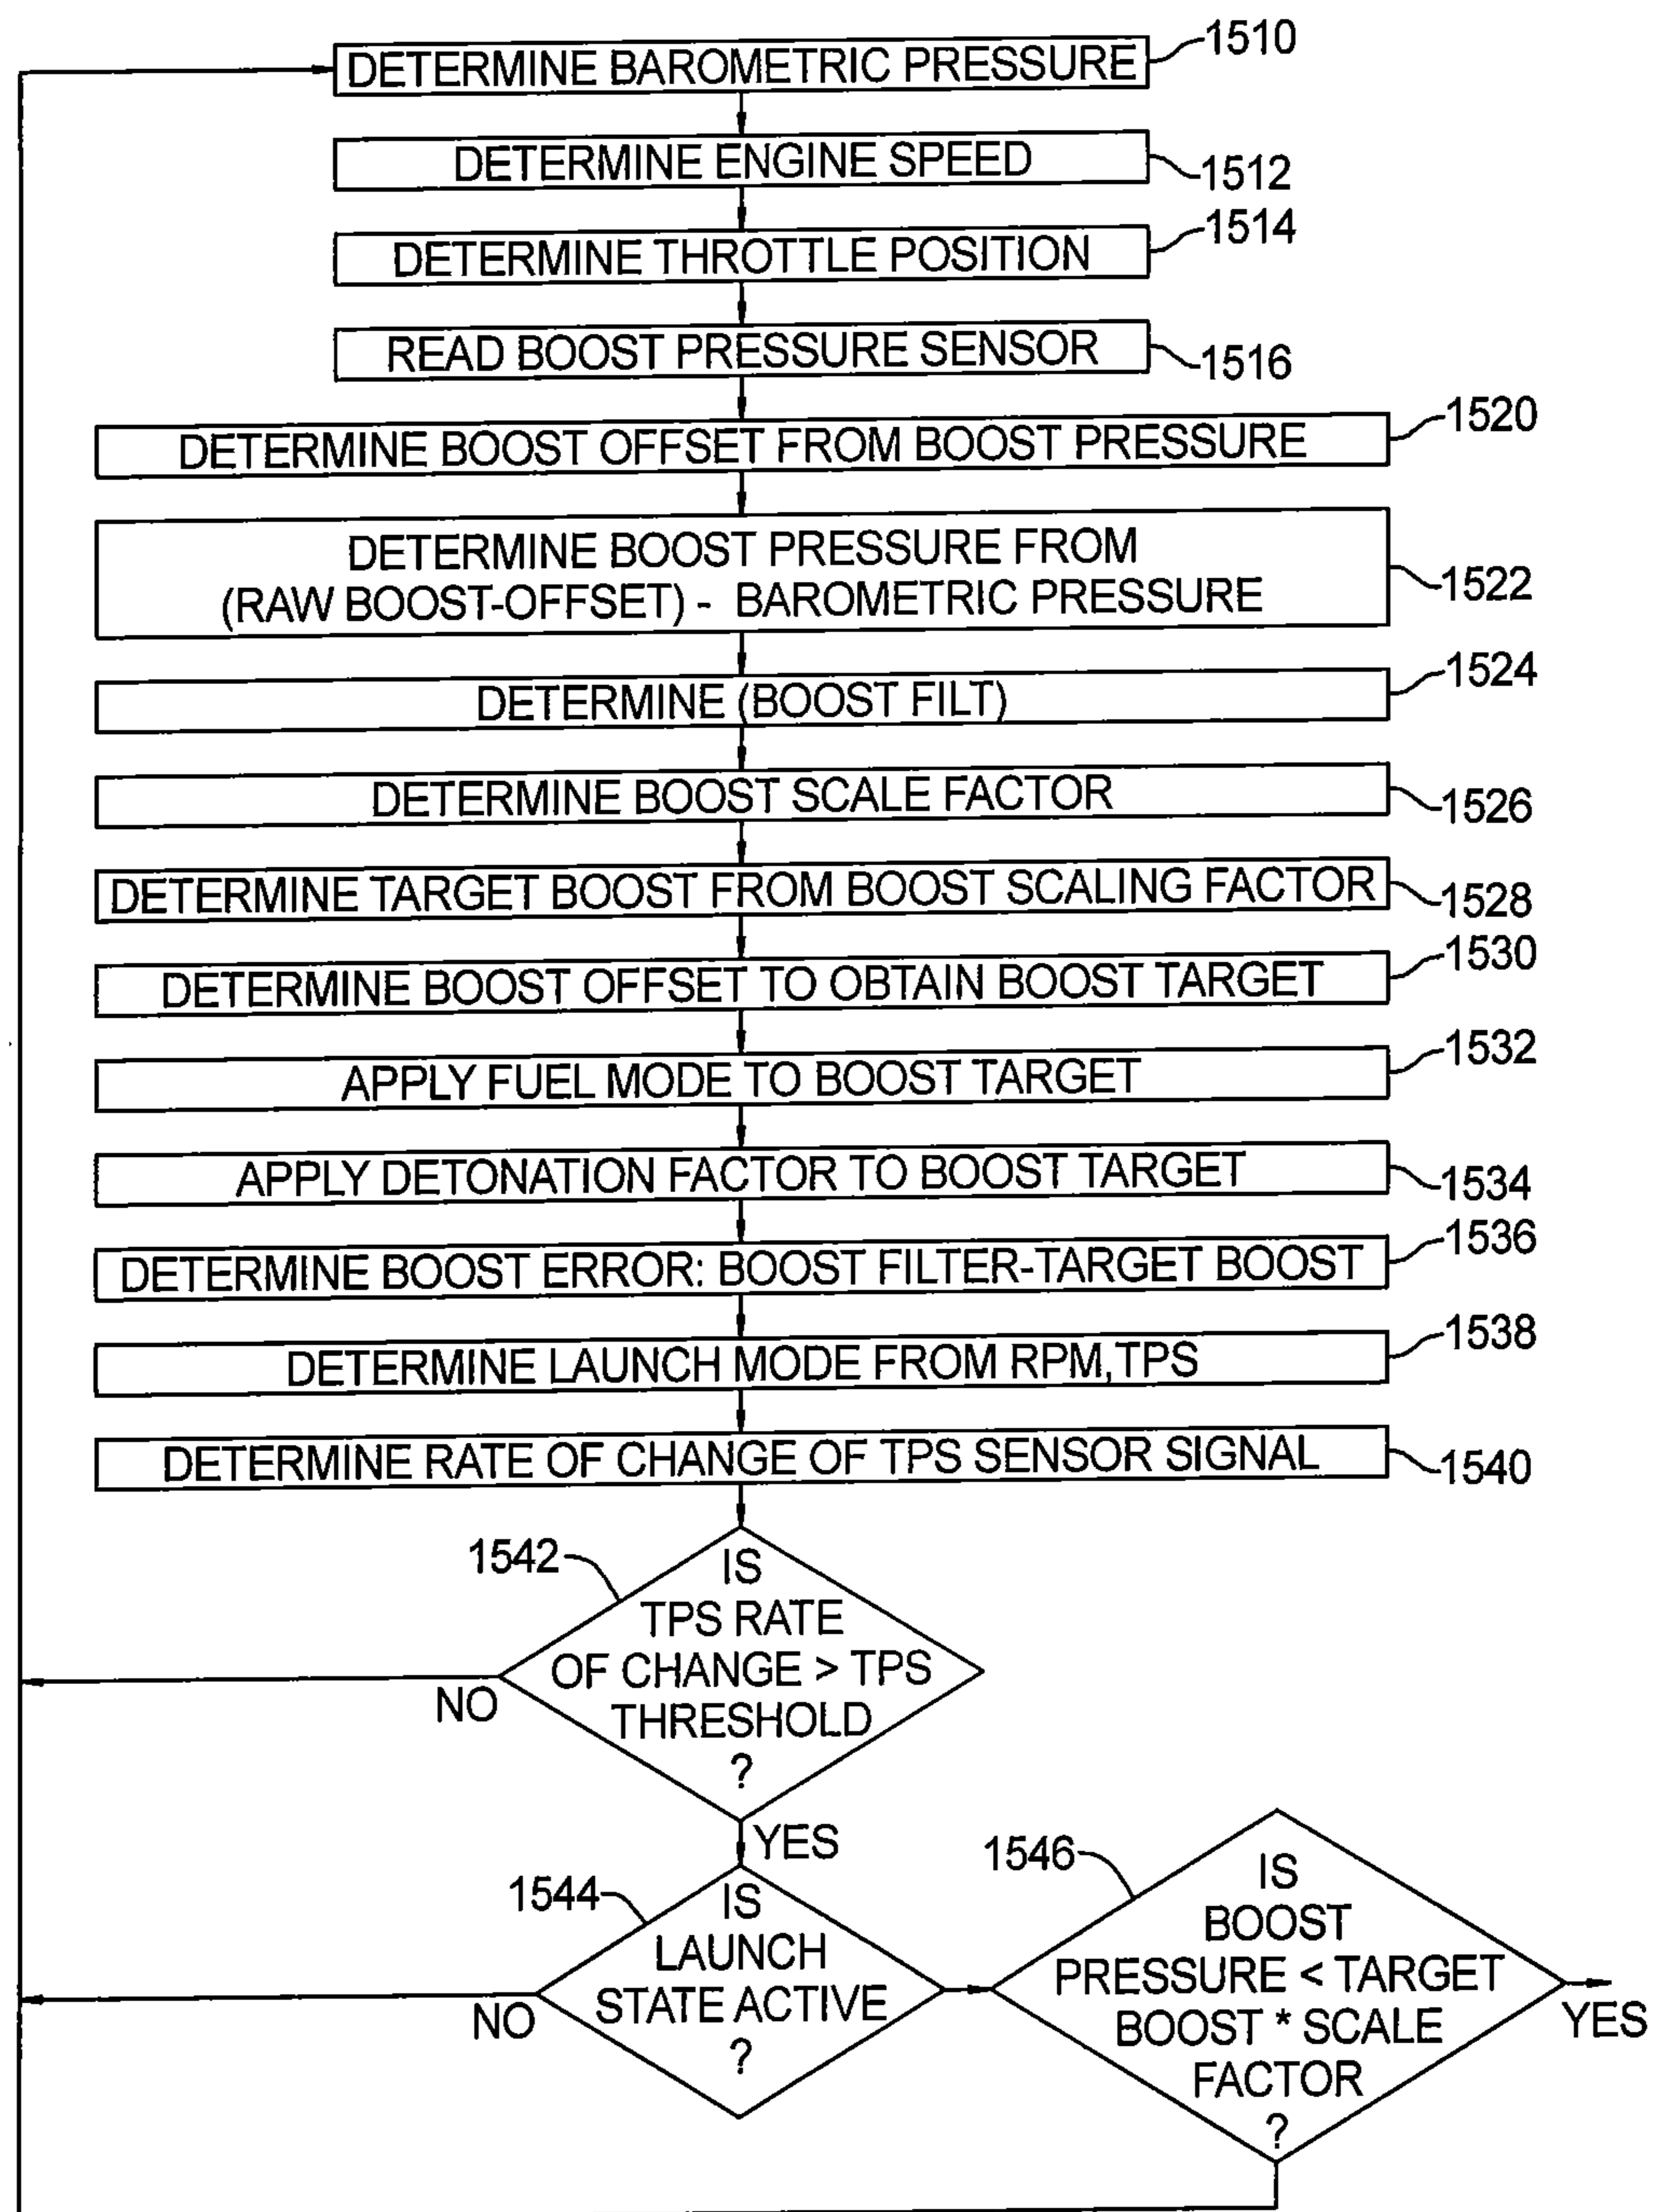 DETERMINE BAROMETRIC PRESSURE
1510
DETERMINE ENGINE SPEED
1512
DETERMINE THROTTLE POSITION
1514
READ BOOST PRESSURE SENSOR
1516
DETERMINE BOOST OFFSET FROM BOOST PRESSURE
1520
DETERMINE BOOST PRESSURE FROM
(RAW BOOST-OFFSET) - BAROMETRIC PRESSURE
1522
DETERMINE (BOOST FILT)
1524
DETERMINE BOOST SCALE FACTOR
1526
DETERMINE TARGET BOOST FROM BOOST SCALING FACTOR
1528
DETERMINE BOOST OFFSET TO OBTAIN BOOST TARGET
1530
APPLY FUEL MODE TO BOOST TARGET
1532
APPLY DETONATION FACTOR TO BOOST TARGET
1534
DETERMINE BOOST ERROR: BOOST FILTER-TARGET BOOST
1536
DETERMINE LAUNCH MODE FROM RPM,TPS
1538
DETERMINE RATE OF CHANGE OF TPS SENSOR SIGNAL
1540
1542
IS
TPS RATE
OF CHANGE > TPS
THRESHOLD
?
NO
YES
1544
IS
LAUNCH
STATE ACTIVE
?
NO
1546
IS
BOOST
PRESSURE < TARGET
BOOST * SCALE
FACTOR
?
YES